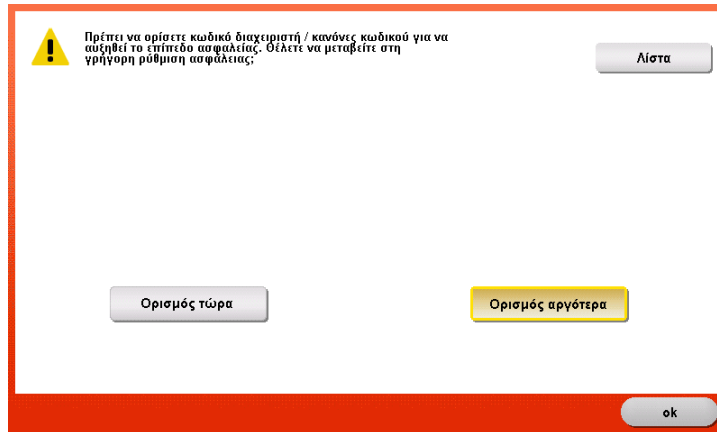 Πρέπει να ορίσετε κωδικό διαχειριστή / κανόνες κωδικού για να
αυξηθεί το επίπεδο ασφαλείας. Θέλετε να μεταβείτε στη
γρήγορη ρύθμιση ασφάλειας;
Λίστα
Ορισμός τώρα
Ορισμός αργότερα
ok